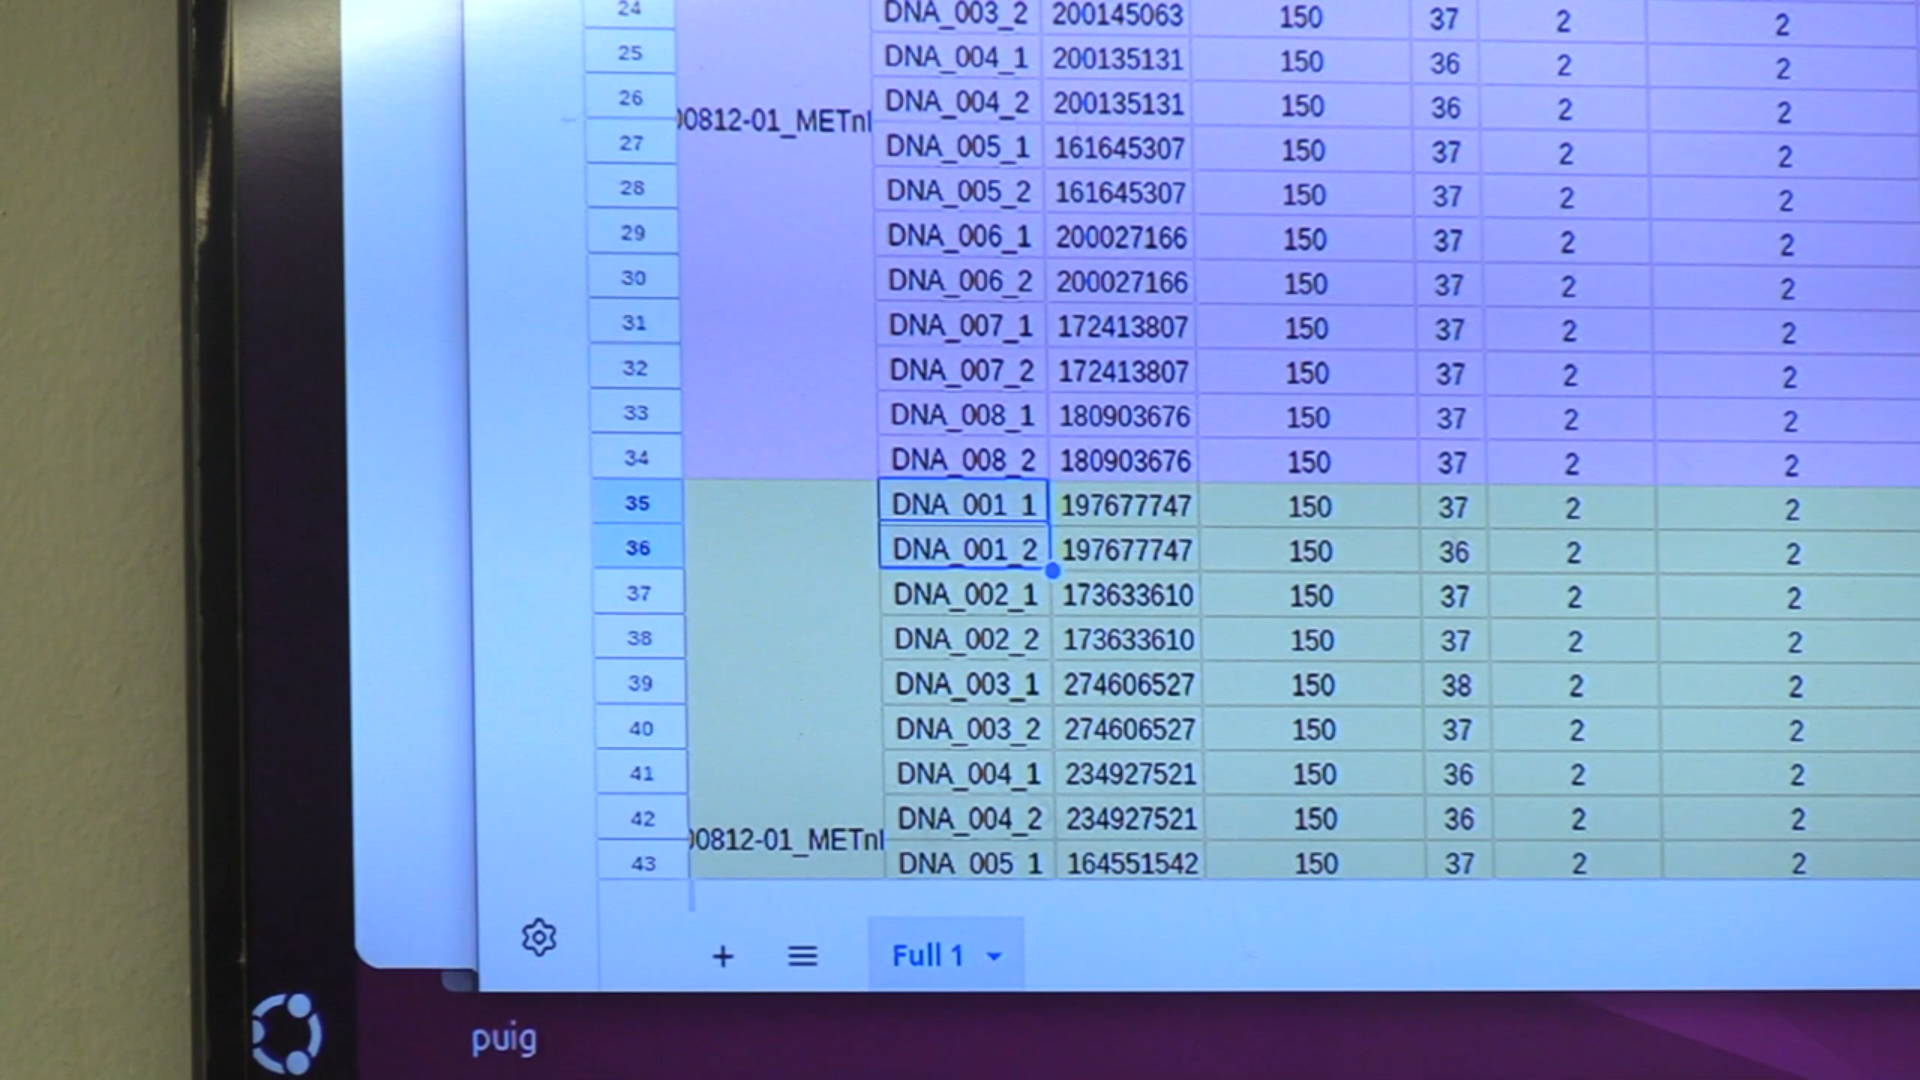 24 DNA_003_2 200145063 150 37 2 2
25 DNA_004_1 200135131 150 36 2 2
26 DNA_004_2 200135131 150 36 2 2
00812-01_METnl
27 DNA_005_1 161645307 150 37 2 2
28 DNA_005_2 161645307 150 37 2 2
29 DNA_006_1 200027166 150 37 2 2
30 DNA_006_2 200027166 150 37 2 2
31 DNA_007_1 172413807 150 37 2 2
32 DNA_007_2 172413807 150 37 2 2
33 DNA_008_1 180903676 150 37 2 2
34 DNA_008_2 180903676 150 37 2 2
35 DNA_001_1 197677747 150 37 2 2
36 DNA_001_2 197677747 150 36 2 2
37 DNA_002_1 173633610 150 37 2 2
38 DNA_002_2 173633610 150 37 2 2
39 DNA_003_1 274606527 150 38 2 2
40 DNA_003_2 274606527 150 37 2 2
41 DNA_004_1 234927521 150 36 2 2
42 DNA_004_2 234927521 150 36 2 2
00812-01_METnl
43 DNA_005_1 164551542 150 37 2 2
+ Full 1
puig